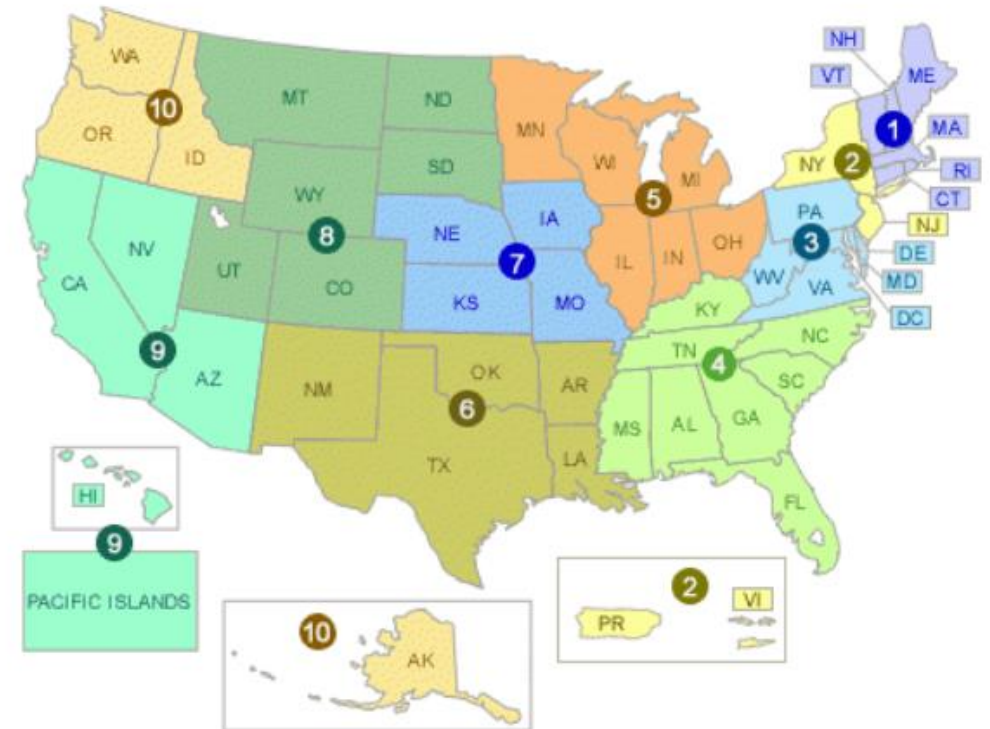 NH
WA
VT
ME
MT
ND
10
MN
1
MA
OR
ID
WI
NY
2
RI
SD
MI
5
CT
WY
PA
NJ
NE
IA
8
NV
7
OH
3
DE
UT
IL
IN
WV
CA
CO
VA
MD
KS
MO
KY
DC
9
TN
NC
4
AZ
NM
OK
AR
SC
6
MS
AL
GA
TX
LA
HI
FL
9
2
PACIFIC ISLANDS
VI
PR
10
AK